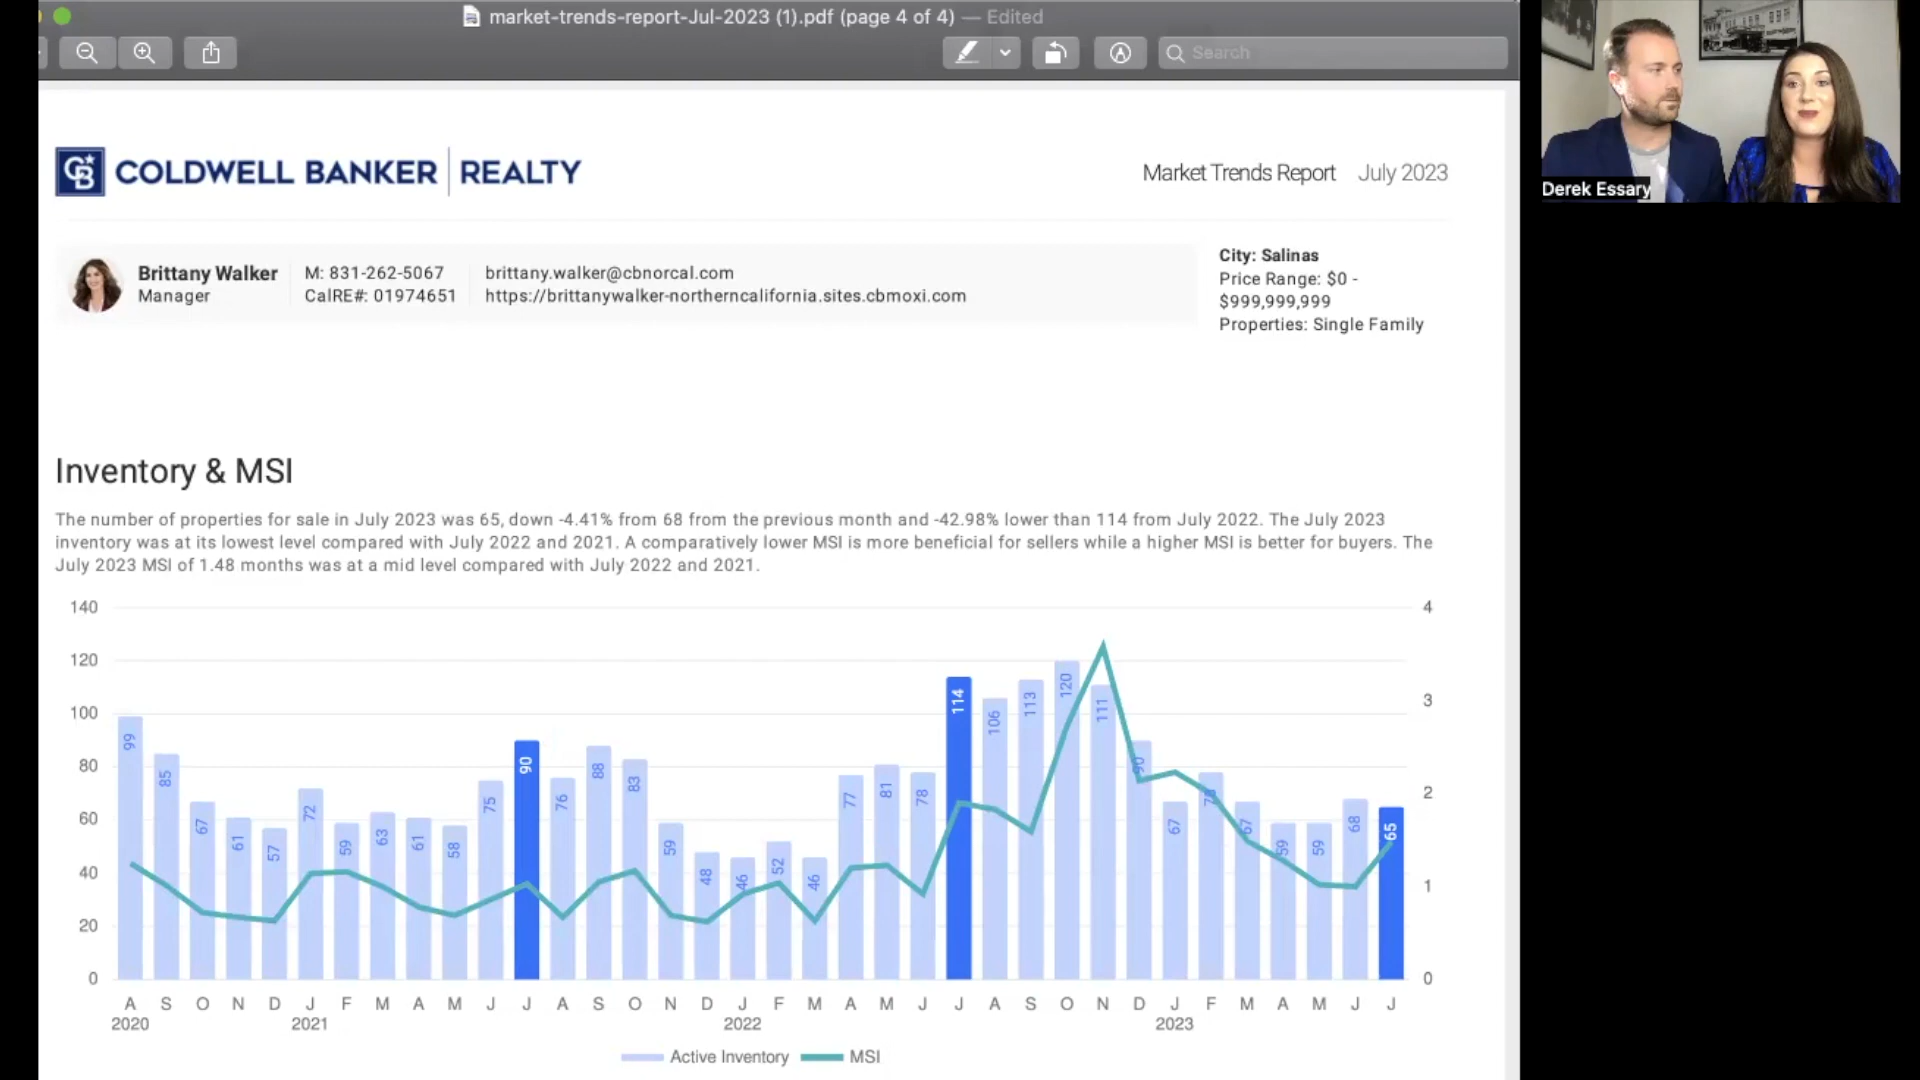 market-trends-report-Jul-2023 (1).pdf (page 4 of 4) — Edited
Search
Derek Essary
CB COLDWELL BANKER REALTY
Market Trends Report July 2023
Brittany Walker
Manager
M: 831-262-5067
CalRE#: 01974651
brittany.walker@cbnorcal.com
https://brittanywalker-northerncalifornia.sites.cbmoxi.com
City: Salinas
Price Range: $0 -
$999,999,999
Properties: Single Family
Inventory & MSI
The number of properties for sale in July 2023 was 65, down -4.41% from 68 from the previous month and -42.98% lower than 114 from July 2022. The July 2023
inventory was at its lowest level compared with July 2022 and 2021. A comparatively lower MSI is more beneficial for sellers while a higher MSI is better for buyers. The
July 2023 MSI of 1.48 months was at a mid level compared with July 2022 and 2021.
140
120
100
80
60
40
20
0
4
3
2
1
0
99 85 67 61 57 72 59 63 61 58 75 90 76 88 83 59 48 46 52 46 77 81 78 114 106 113 120 111 90 67 78 67 59 59 68 65
A S O N D J F M A M J J A S O N D J F M A M J J A S O N D J F M A M J J
2020 2021 2022 2023
Active Inventory MSI